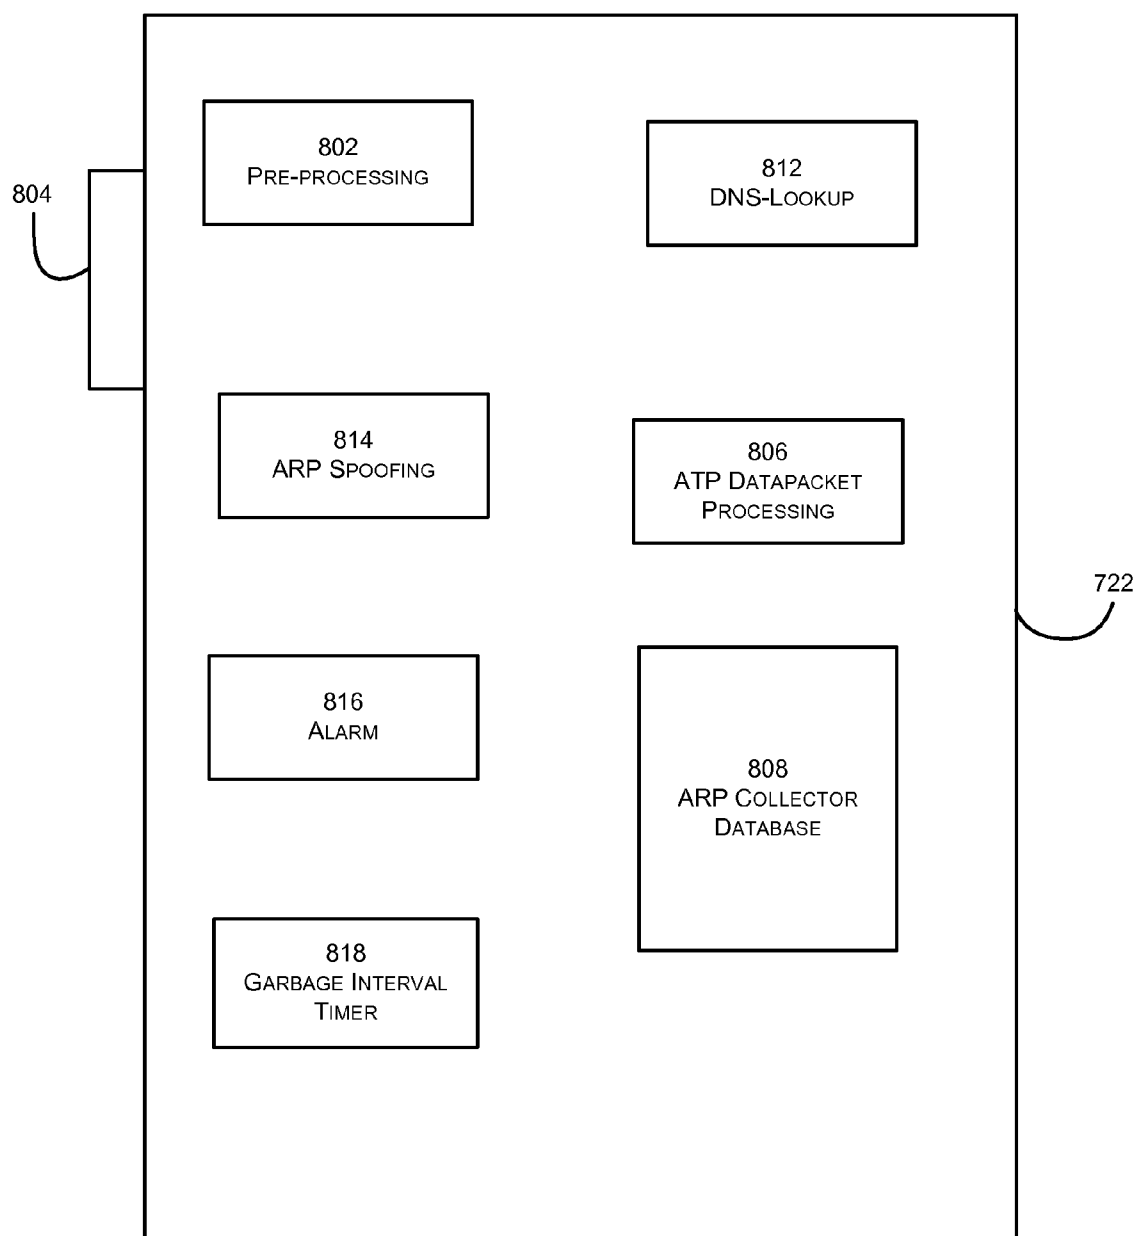 802
PRE-PROCESSING
812
DNS-LOOKUP
804
814
ARP SPOOFING
806
ATP DATAPACKET
PROCESSING
722
816
ALARM
808
ARP COLLECTOR
DATABASE
818
GARBAGE INTERVAL
TIMER